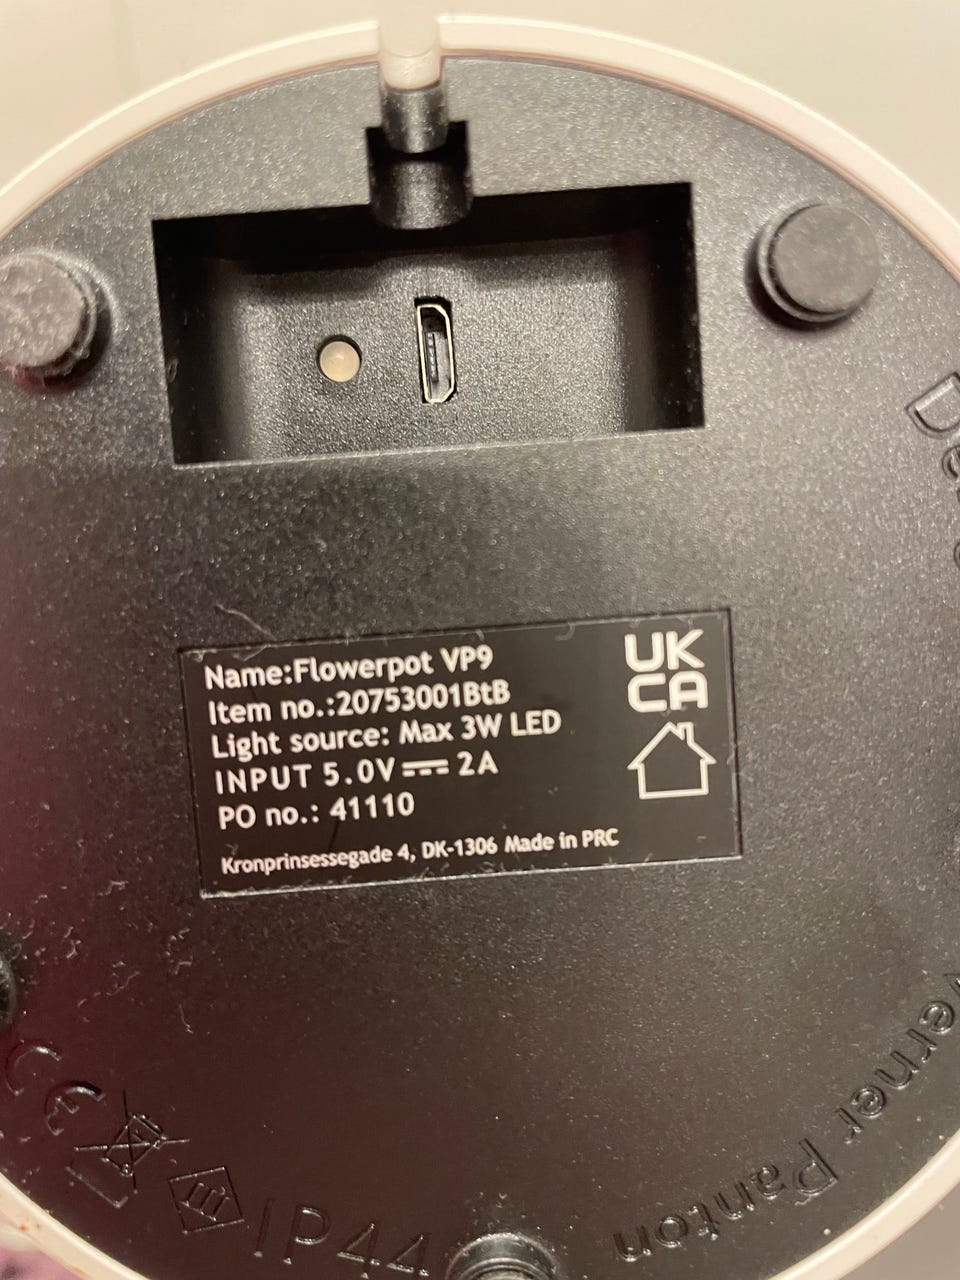 Name:Flowerpot VP9
Item no.:20753001BtB
Light source: Max 3W LED
INPUT 5.0V⎓2A
PO no.: 41110
Kronprinsessegade 4, DK-1306 Made in PRC
UK
CA
CE
IP44
Verner Panton